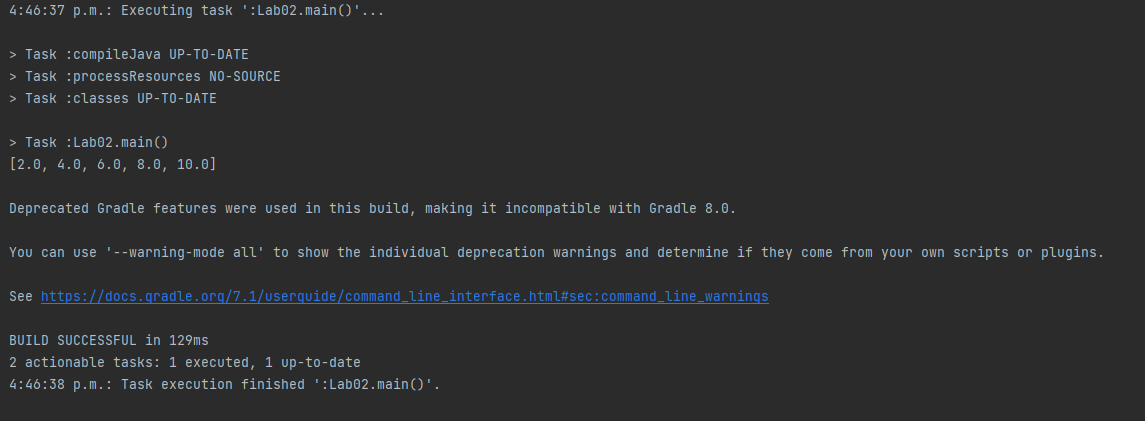 4:46:37 p.m.: Executing task ':Lab02.main()'...
> Task :compileJava UP-TO-DATE
> Task :processResources NO-SOURCE
> Task :classes UP-TO-DATE
> Task :Lab02.main()
[2.0, 4.0, 6.0, 8.0, 10.0]
Deprecated Gradle features were used in this build, making it incompatible with Gradle 8.0.
You can use '--warning-mode all' to show the individual deprecation warnings and determine if they come from your own scripts or plugins.
See https://docs.gradle.org/7.1/userguide/command_line_interface.html#sec:command_line_warnings
BUILD SUCCESSFUL in 129ms
2 actionable tasks: 1 executed, 1 up-to-date
4:46:38 p.m.: Task execution finished ':Lab02.main()'.